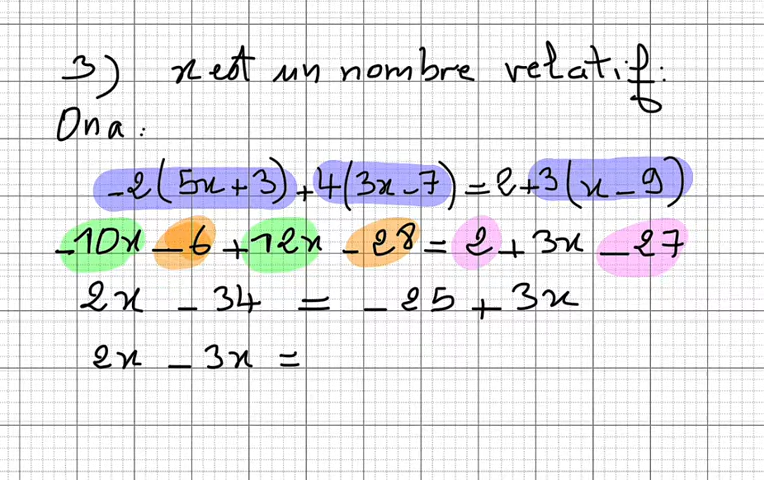 3) x est un nombre relatif:
On a:
-2(5x+3)+4(3x-7)=2+3(x-9)
-10x-6+12x-28=2+3x-27
2x-34=-25+3x
2x-3x=